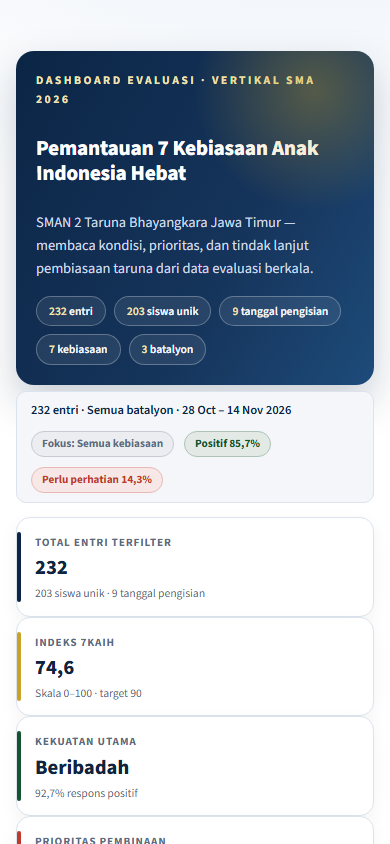 DASHBOARD EVALUASI · VERTIKAL SMA
2026
Pemantauan 7 Kebiasaan Anak
Indonesia Hebat
SMAN 2 Taruna Bhayangkara Jawa Timur —
membaca kondisi, prioritas, dan tindak lanjut
pembiasaan taruna dari data evaluasi berkala.
232 entri
203 siswa unik
9 tanggal pengisian
7 kebiasaan
3 batalyon
232 entri · Semua batalyon · 28 Oct – 14 Nov 2026
Fokus: Semua kebiasaan
Positif 85,7%
Perlu perhatian 14,3%
TOTAL ENTRI TERFILTER
232
203 siswa unik · 9 tanggal pengisian
INDEKS 7KAIH
74,6
Skala 0–100 · target 90
KEKUATAN UTAMA
Beribadah
92,7% respons positif
PRIORITAS PEMBINAAN